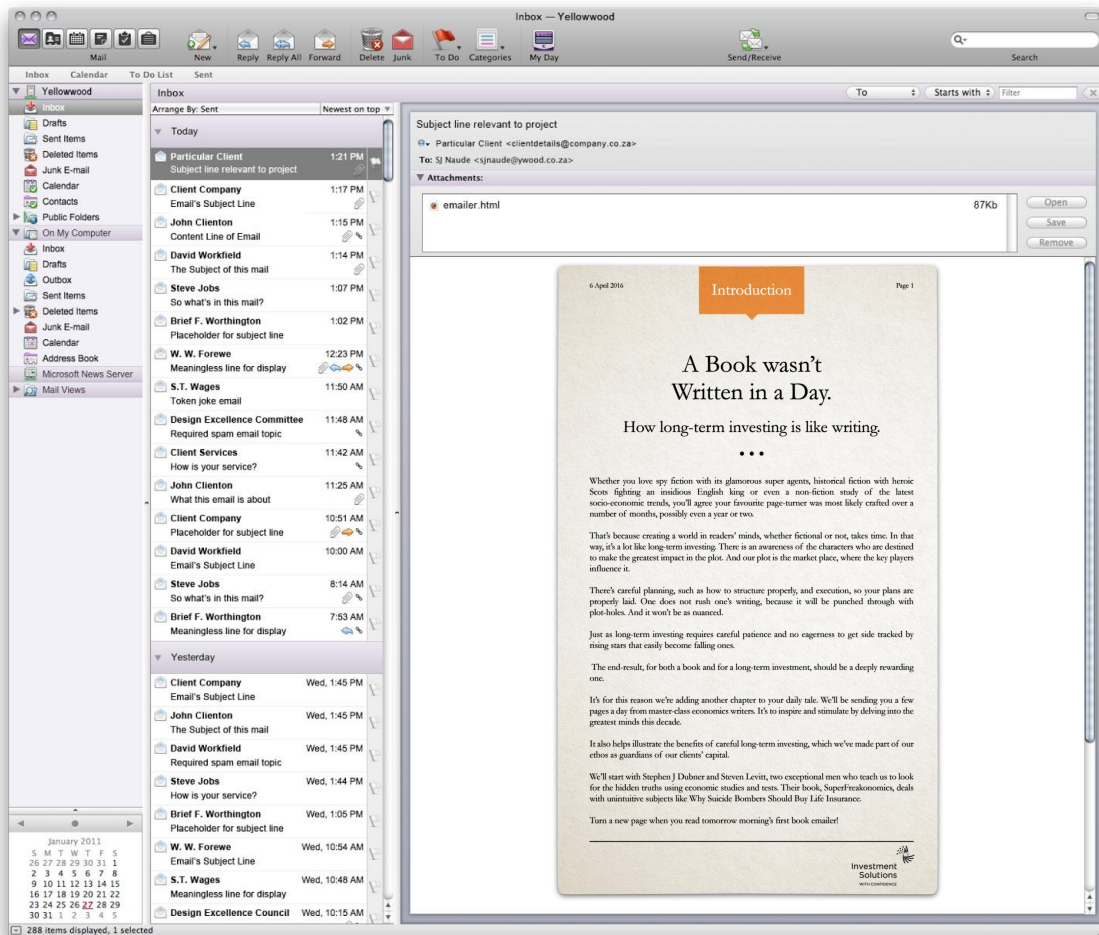 Inbox — Yellowwood
Mail
New
Reply
Reply All
Forward
Delete
Junk
To Do
Categories
My Day
Send/Receive
Search
Inbox
Calendar
To Do List
Sent
Yellowwood
Inbox
Drafts
Sent Items
Deleted Items
Junk E-mail
Calendar
Contacts
Public Folders
On My Computer
Inbox
Drafts
Outbox
Sent Items
Deleted Items
Junk E-mail
Calendar
Address Book
Microsoft News Server
Mail Views
January 2011
S M T W T F S
26 27 28 29 30 31 1
2 3 4 5 6 7 8
9 10 11 12 13 14 15
16 17 18 19 20 21 22
23 24 25 26 27 28 29
30 31 1 2 3 4 5
288 items displayed, 1 selected
Inbox
To
Starts with
Filter
Arrange By: Sent
Newest on top
Today
Particular Client 1:21 PM
Subject line relevant to project
Client Company 1:17 PM
Email's Subject Line
John Clienton 1:15 PM
Content Line of Email
David Workfield 1:14 PM
The Subject of this mail
Steve Jobs 1:07 PM
So what's in this mail?
Brief F. Worthington 1:02 PM
Placeholder for subject line
W. W. Forewe 12:23 PM
Meaningless line for display
S.T. Wages 11:50 AM
Token joke email
Design Excellence Committee 11:48 AM
Required spam email topic
Client Services 11:42 AM
How is your service?
John Clienton 11:25 AM
What this email is about
Client Company 10:51 AM
Placeholder for subject line
David Workfield 10:00 AM
Email's Subject Line
Steve Jobs 8:14 AM
So what's in this mail?
Brief F. Worthington 7:53 AM
Meaningless line for display
Yesterday
Client Company Wed, 1:45 PM
Email's Subject Line
John Clienton Wed, 1:45 PM
The Subject of this mail
David Workfield Wed, 1:45 PM
Required spam email topic
Steve Jobs Wed, 1:44 PM
How is your service?
Brief F. Worthington Wed, 1:05 PM
Placeholder for subject line
W. W. Forewe Wed, 10:54 AM
Email's Subject Line
S.T. Wages Wed, 10:48 AM
Meaningless line for display
Design Excellence Council Wed, 10:15 AM
Subject line relevant to project
Particular Client <clientdetails@company.co.za>
To: SJ Naude <sjnaude@ywood.co.za>
Attachments:
emailer.html 87Kb
Open
Save
Remove
6 April 2016
Introduction
Page 1
A Book wasn't
Written in a Day.
How long-term investing is like writing.
Whether you love spy fiction with its glamorous super agents, historical fiction with heroic
Scots fighting an insidious English king or even a non-fiction study of the latest
socio-economic trends, you'll agree your favourite page-turner was most likely crafted over a
number of months, possibly even a year or two.
That's because creating a world in readers' minds, whether fictional or not, takes time. In that
way, it's a lot like long-term investing. There is an awareness of the characters who are destined
to make the greatest impact in the plot. And our plot is the market place, where the key players
influence it.
There's careful planning, such as how to structure properly, and execution, so your plans are
properly laid. One does not rush one's writing, because it will be punched through with
plot-holes. And it won't be as nuanced.
Just as long-term investing requires careful patience and no eagerness to get side tracked by
rising stars that easily become falling ones.
The end-result, for both a book and for a long-term investment, should be a deeply rewarding
one.
It's for this reason we're adding another chapter to your daily tale. We'll be sending you a few
pages a day from master-class economics writers. It's to inspire and stimulate by delving into the
greatest minds this decade.
It also helps illustrate the benefits of careful long-term investing, which we've made part of our
ethos as guardians of our clients' capital.
We'll start with Stephen J Dubner and Steven Levitt, two exceptional men who teach us to look
for the hidden truths using economic studies and tests. Their book, SuperFreakonomics, deals
with unintuitive subjects like Why Suicide Bombers Should Buy Life Insurance.
Turn a new page when you read tomorrow morning's first book emailer!
Investment
Solutions
WITH CONFIDENCE